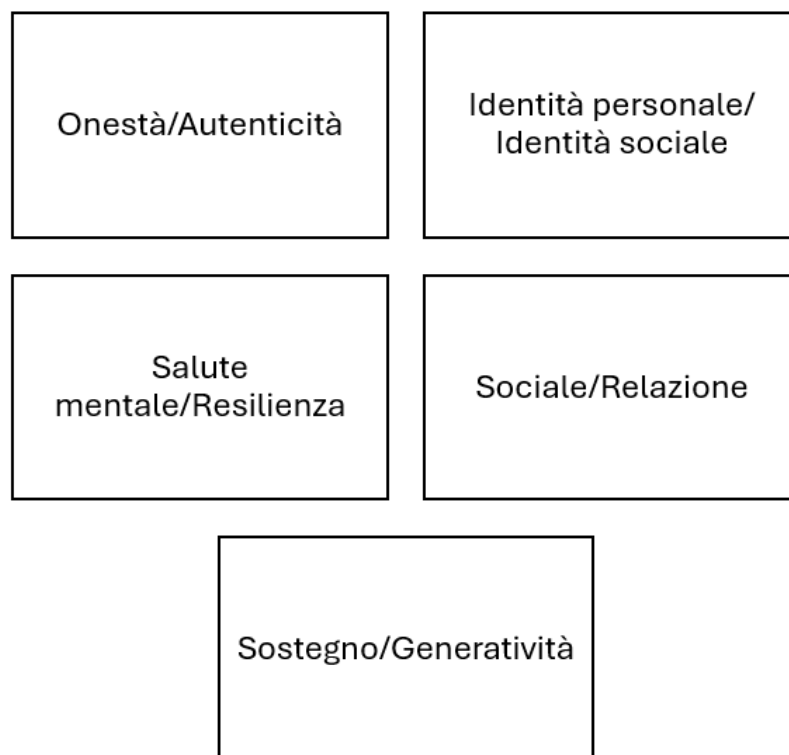 Onestà/Autenticità
Identità personale/
Identità sociale
Salute
mentale/Resilienza
Sociale/Relazione
Sostegno/Generatività